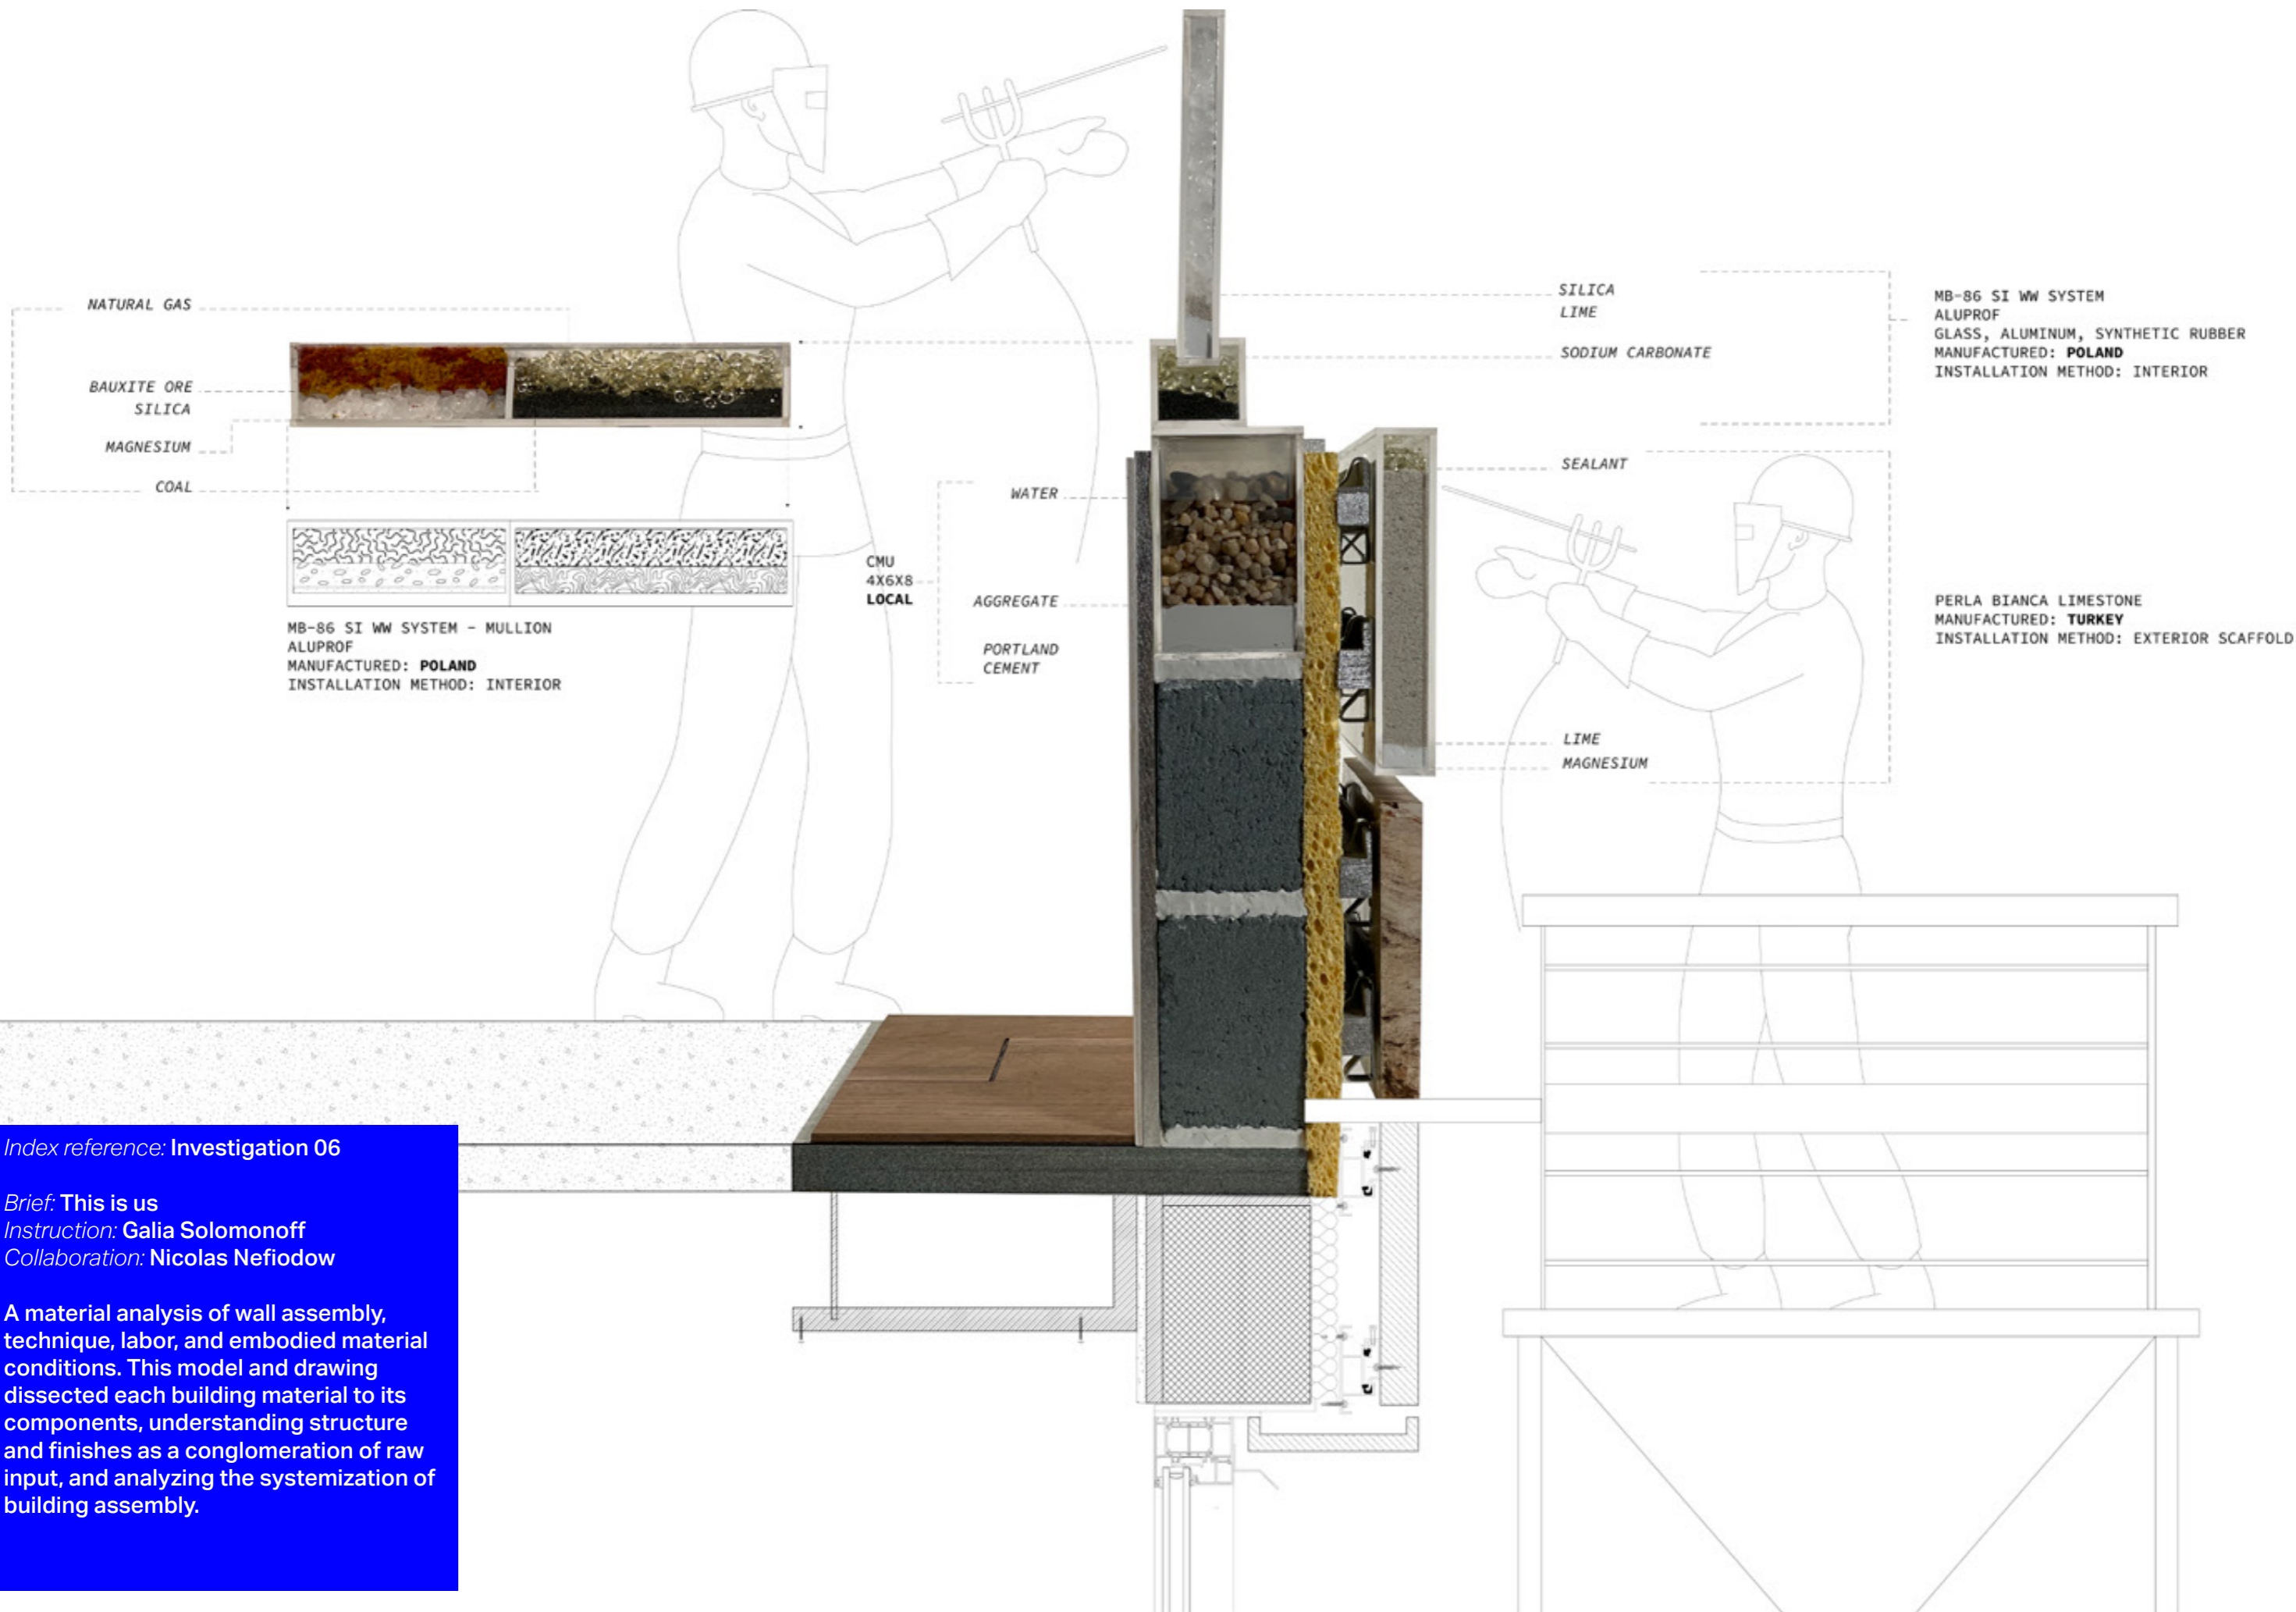 NATURAL GAS
BAUXITE ORE
SILICA
MAGNESIUM
COAL
MB-86 SI WW SYSTEM - MULLION
ALUPROF
MANUFACTURED: POLAND
INSTALLATION METHOD: INTERIOR
WATER
CMU
4X6X8
LOCAL
AGGREGATE
PORTLAND
CEMENT
SILICA
LIME
SODIUM CARBONATE
MB-86 SI WW SYSTEM
ALUPROF
GLASS, ALUMINUM, SYNTHETIC RUBBER
MANUFACTURED: POLAND
INSTALLATION METHOD: INTERIOR
SEALANT
LIME
MAGNESIUM
PERLA BIANCA LIMESTONE
MANUFACTURED: TURKEY
INSTALLATION METHOD: EXTERIOR SCAFFOLD
Index reference: Investigation 06
Brief: This is us
Instruction: Galia Solomonoff
Collaboration: Nicolas Nefiodow
A material analysis of wall assembly,
technique, labor, and embodied material
conditions. This model and drawing
dissected each building material to its
components, understanding structure
and finishes as a conglomeration of raw
input, and analyzing the systemization of
building assembly.